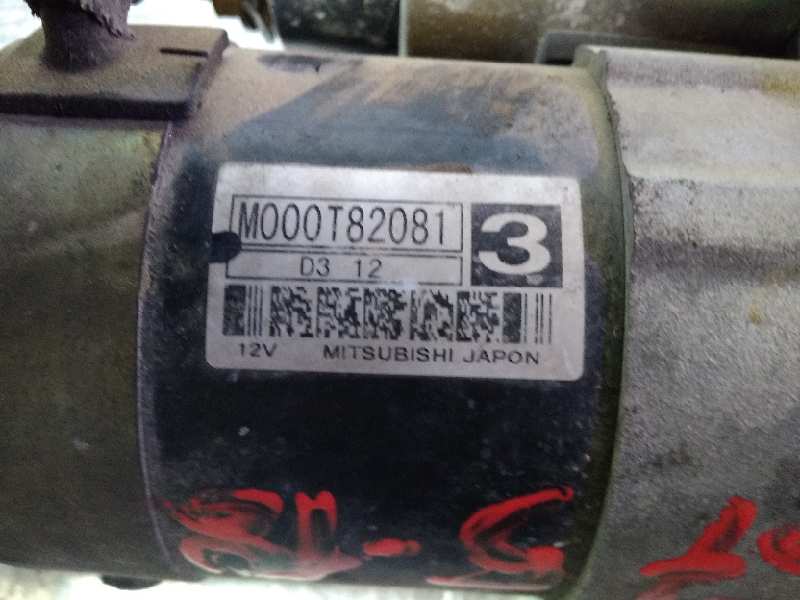 M000T82081 3
D3 12
12V MITSUBISHI JAPON